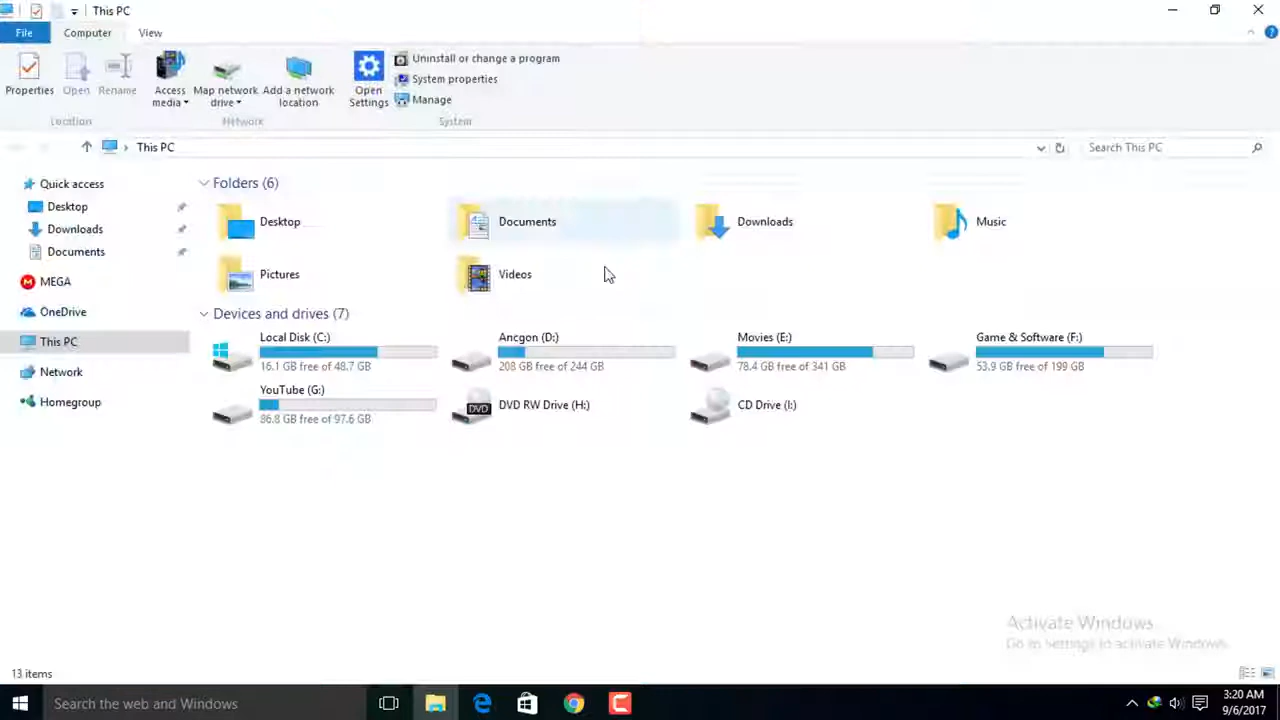 This PC
File Computer View
Properties Open Rename Access media Map network drive Add a network location Open Settings Uninstall or change a program
System properties
Manage
Location Network System
This PC Search This PC
Quick access
Desktop
Downloads
Documents
MEGA
OneDrive
This PC
Network
Homegroup
Folders (6)
Desktop Documents Downloads Music
Pictures Videos
Devices and drives (7)
Local Disk (C:) Ancgon (D:) Movies (E:) Game & Software (F:)
16.1 GB free of 48.7 GB 208 GB free of 244 GB 78.4 GB free of 341 GB 53.9 GB free of 199 GB
YouTube (G:)
86.8 GB free of 97.6 GB
DVD DVD RW Drive (H:) CD Drive (I:)
Activate Windows
Go to Settings to activate Windows.
13 items
Search the web and Windows
3:20 AM
9/6/2017